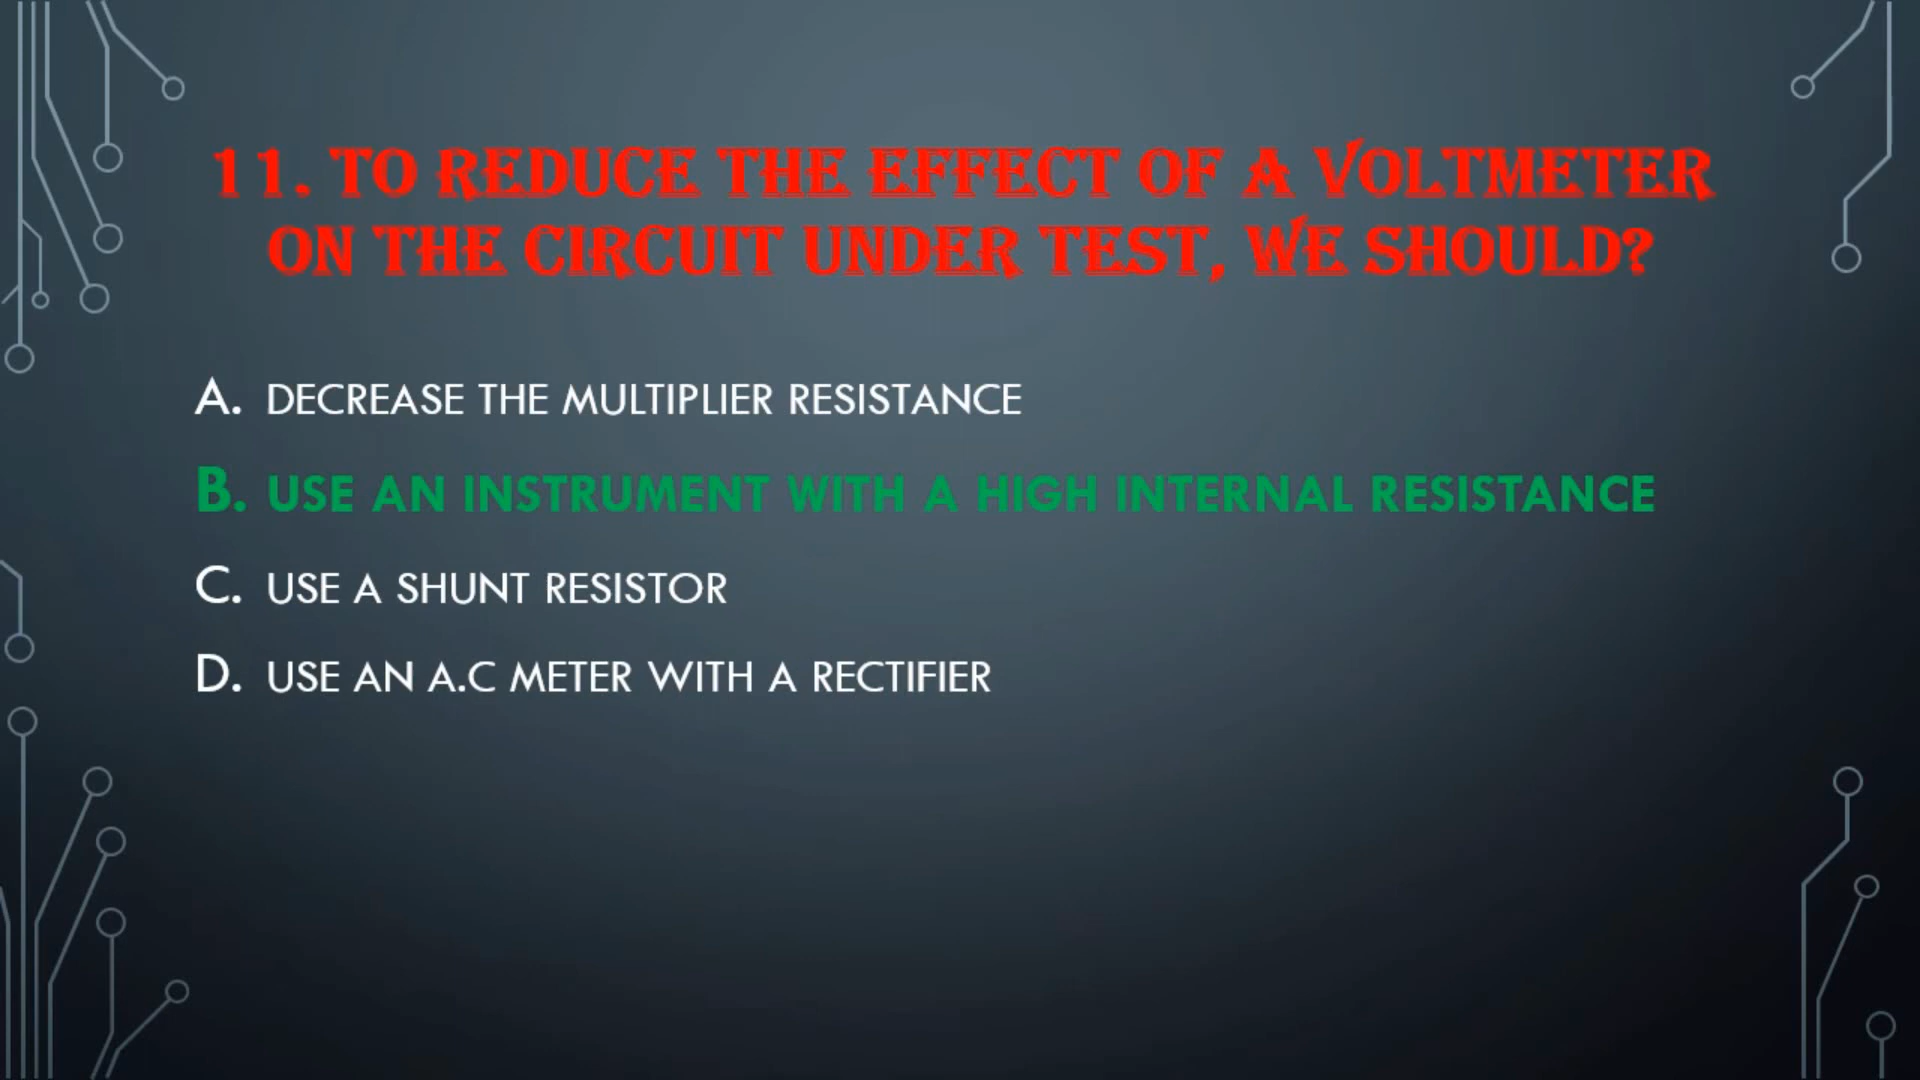 11. TO REDUCE THE EFFECT OF A VOLTMETER
ON THE CIRCUIT UNDER TEST, WE SHOULD?
A. DECREASE THE MULTIPLIER RESISTANCE
B. USE AN INSTRUMENT WITH A HIGH INTERNAL RESISTANCE
C. USE A SHUNT RESISTOR
D. USE AN A.C METER WITH A RECTIFIER